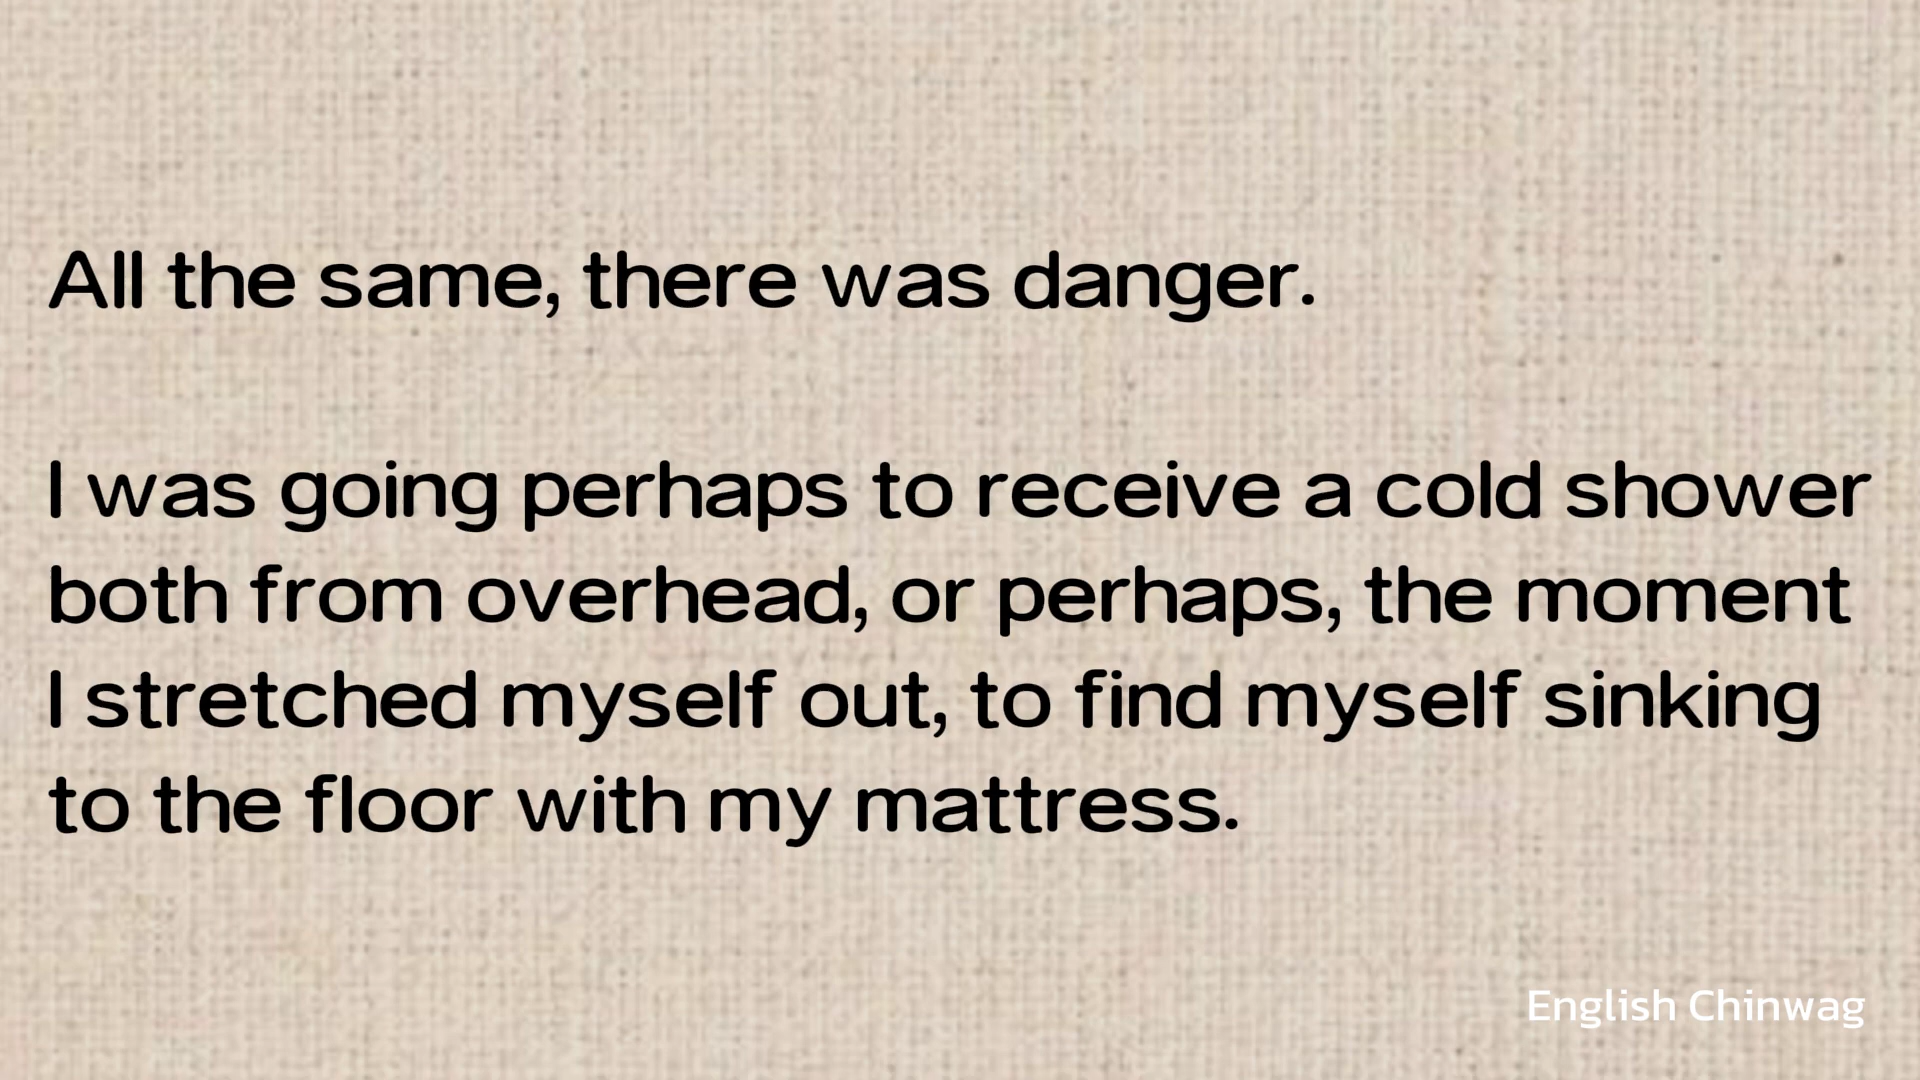 All the same, there was danger.
I was going perhaps to receive a cold shower
both from overhead, or perhaps, the moment
I stretched myself out, to find myself sinking
to the floor with my mattress.
English Chinwag